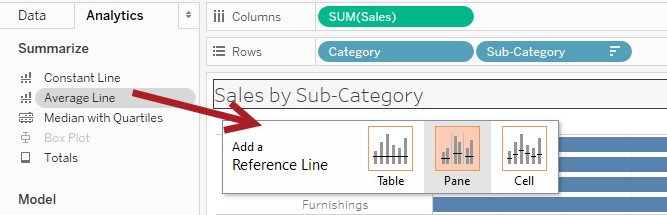 Data
Analytics
Columns
SUM(Sales)
Rows
Category
Sub-Category
Summarize
Constant Line
Average Line
Median with Quartiles
Box Plot
Totals
Model
Sales by Sub-Category
Add a
Reference Line
Table
Pane
Cell
Furnishings